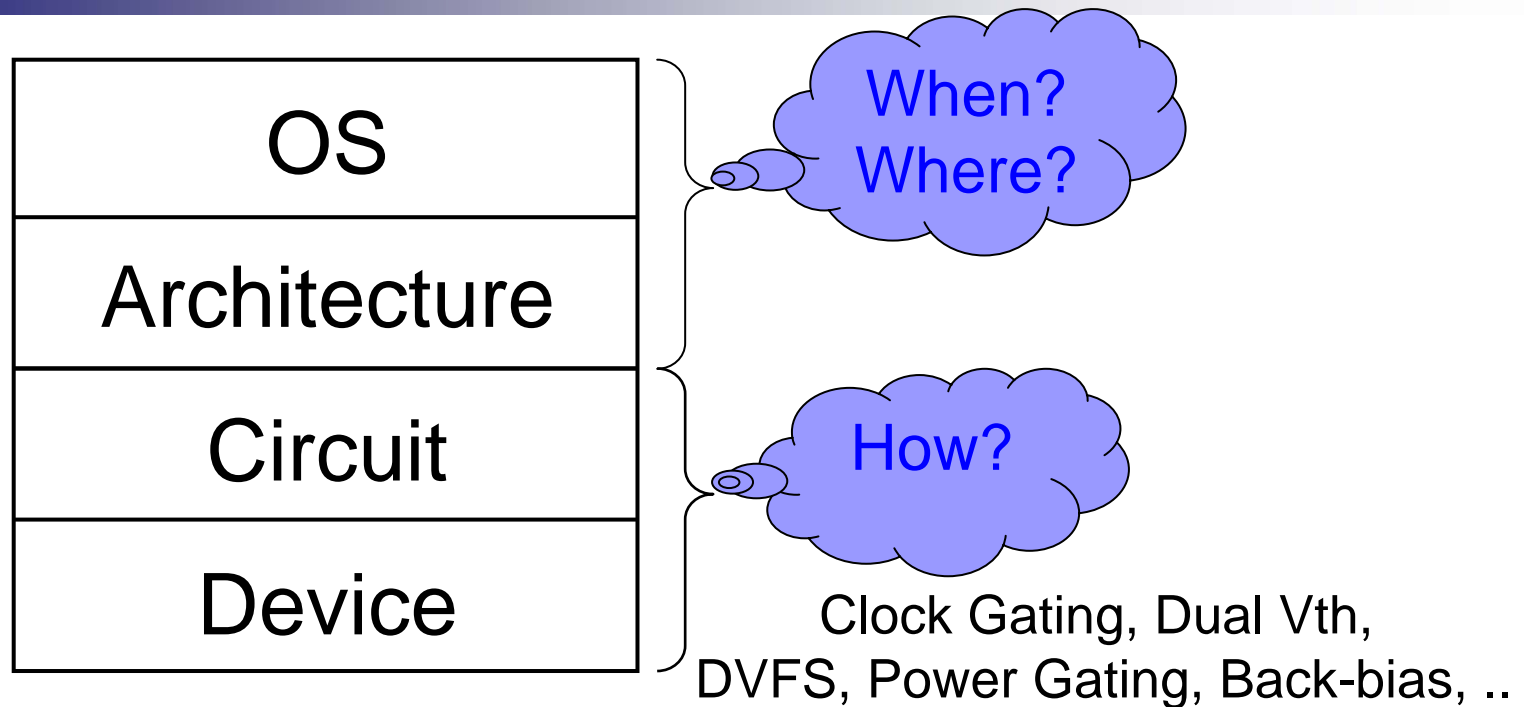 OS
Architecture
Circuit
Device
When?
Where?
How?
Clock Gating, Dual Vth,
DVFS, Power Gating, Back-bias, ..